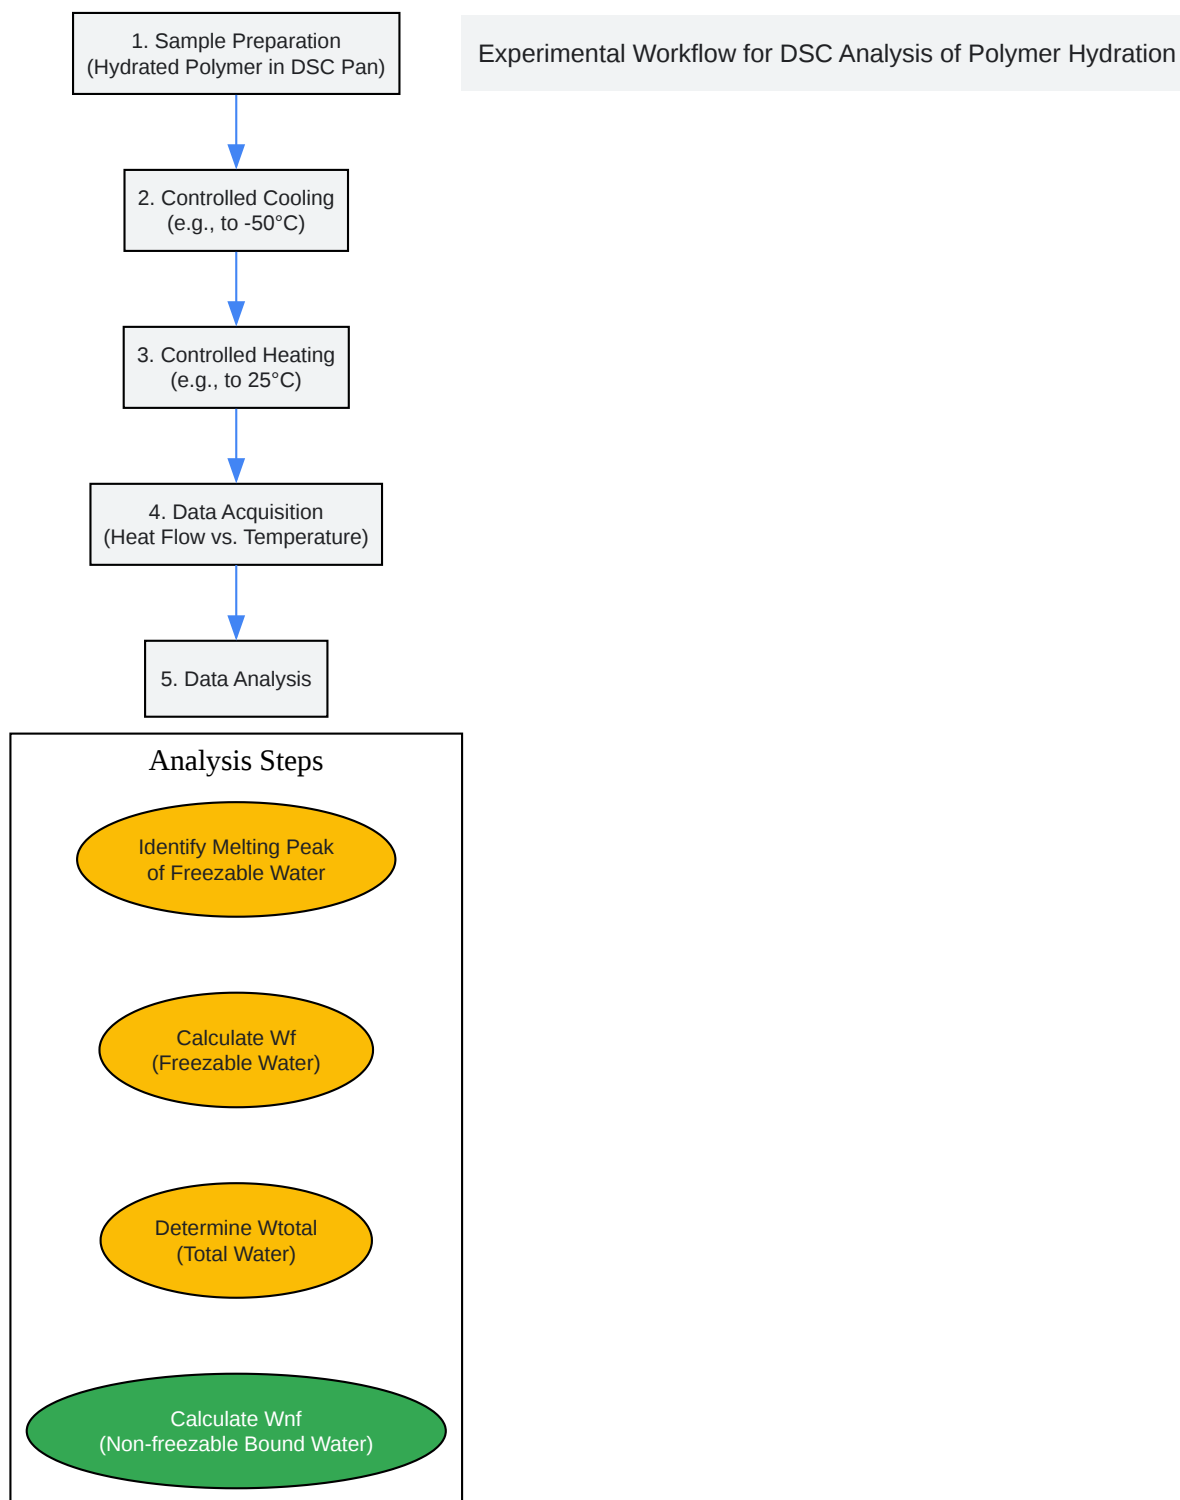 1. Sample Preparation
(Hydrated Polymer in DSC Pan)
Experimental Workflow for DSC Analysis of Polymer Hydration
2. Controlled Cooling
(e.g., to -50°C)
3. Controlled Heating
(e.g., to 25°C)
4. Data Acquisition
(Heat Flow vs. Temperature)
5. Data Analysis
Analysis Steps
Identify Melting Peak
of Freezable Water
Calculate Wf
(Freezable Water)
Determine Wtotal
(Total Water)
Calculate Wnf
(Non-freezable Bound Water)